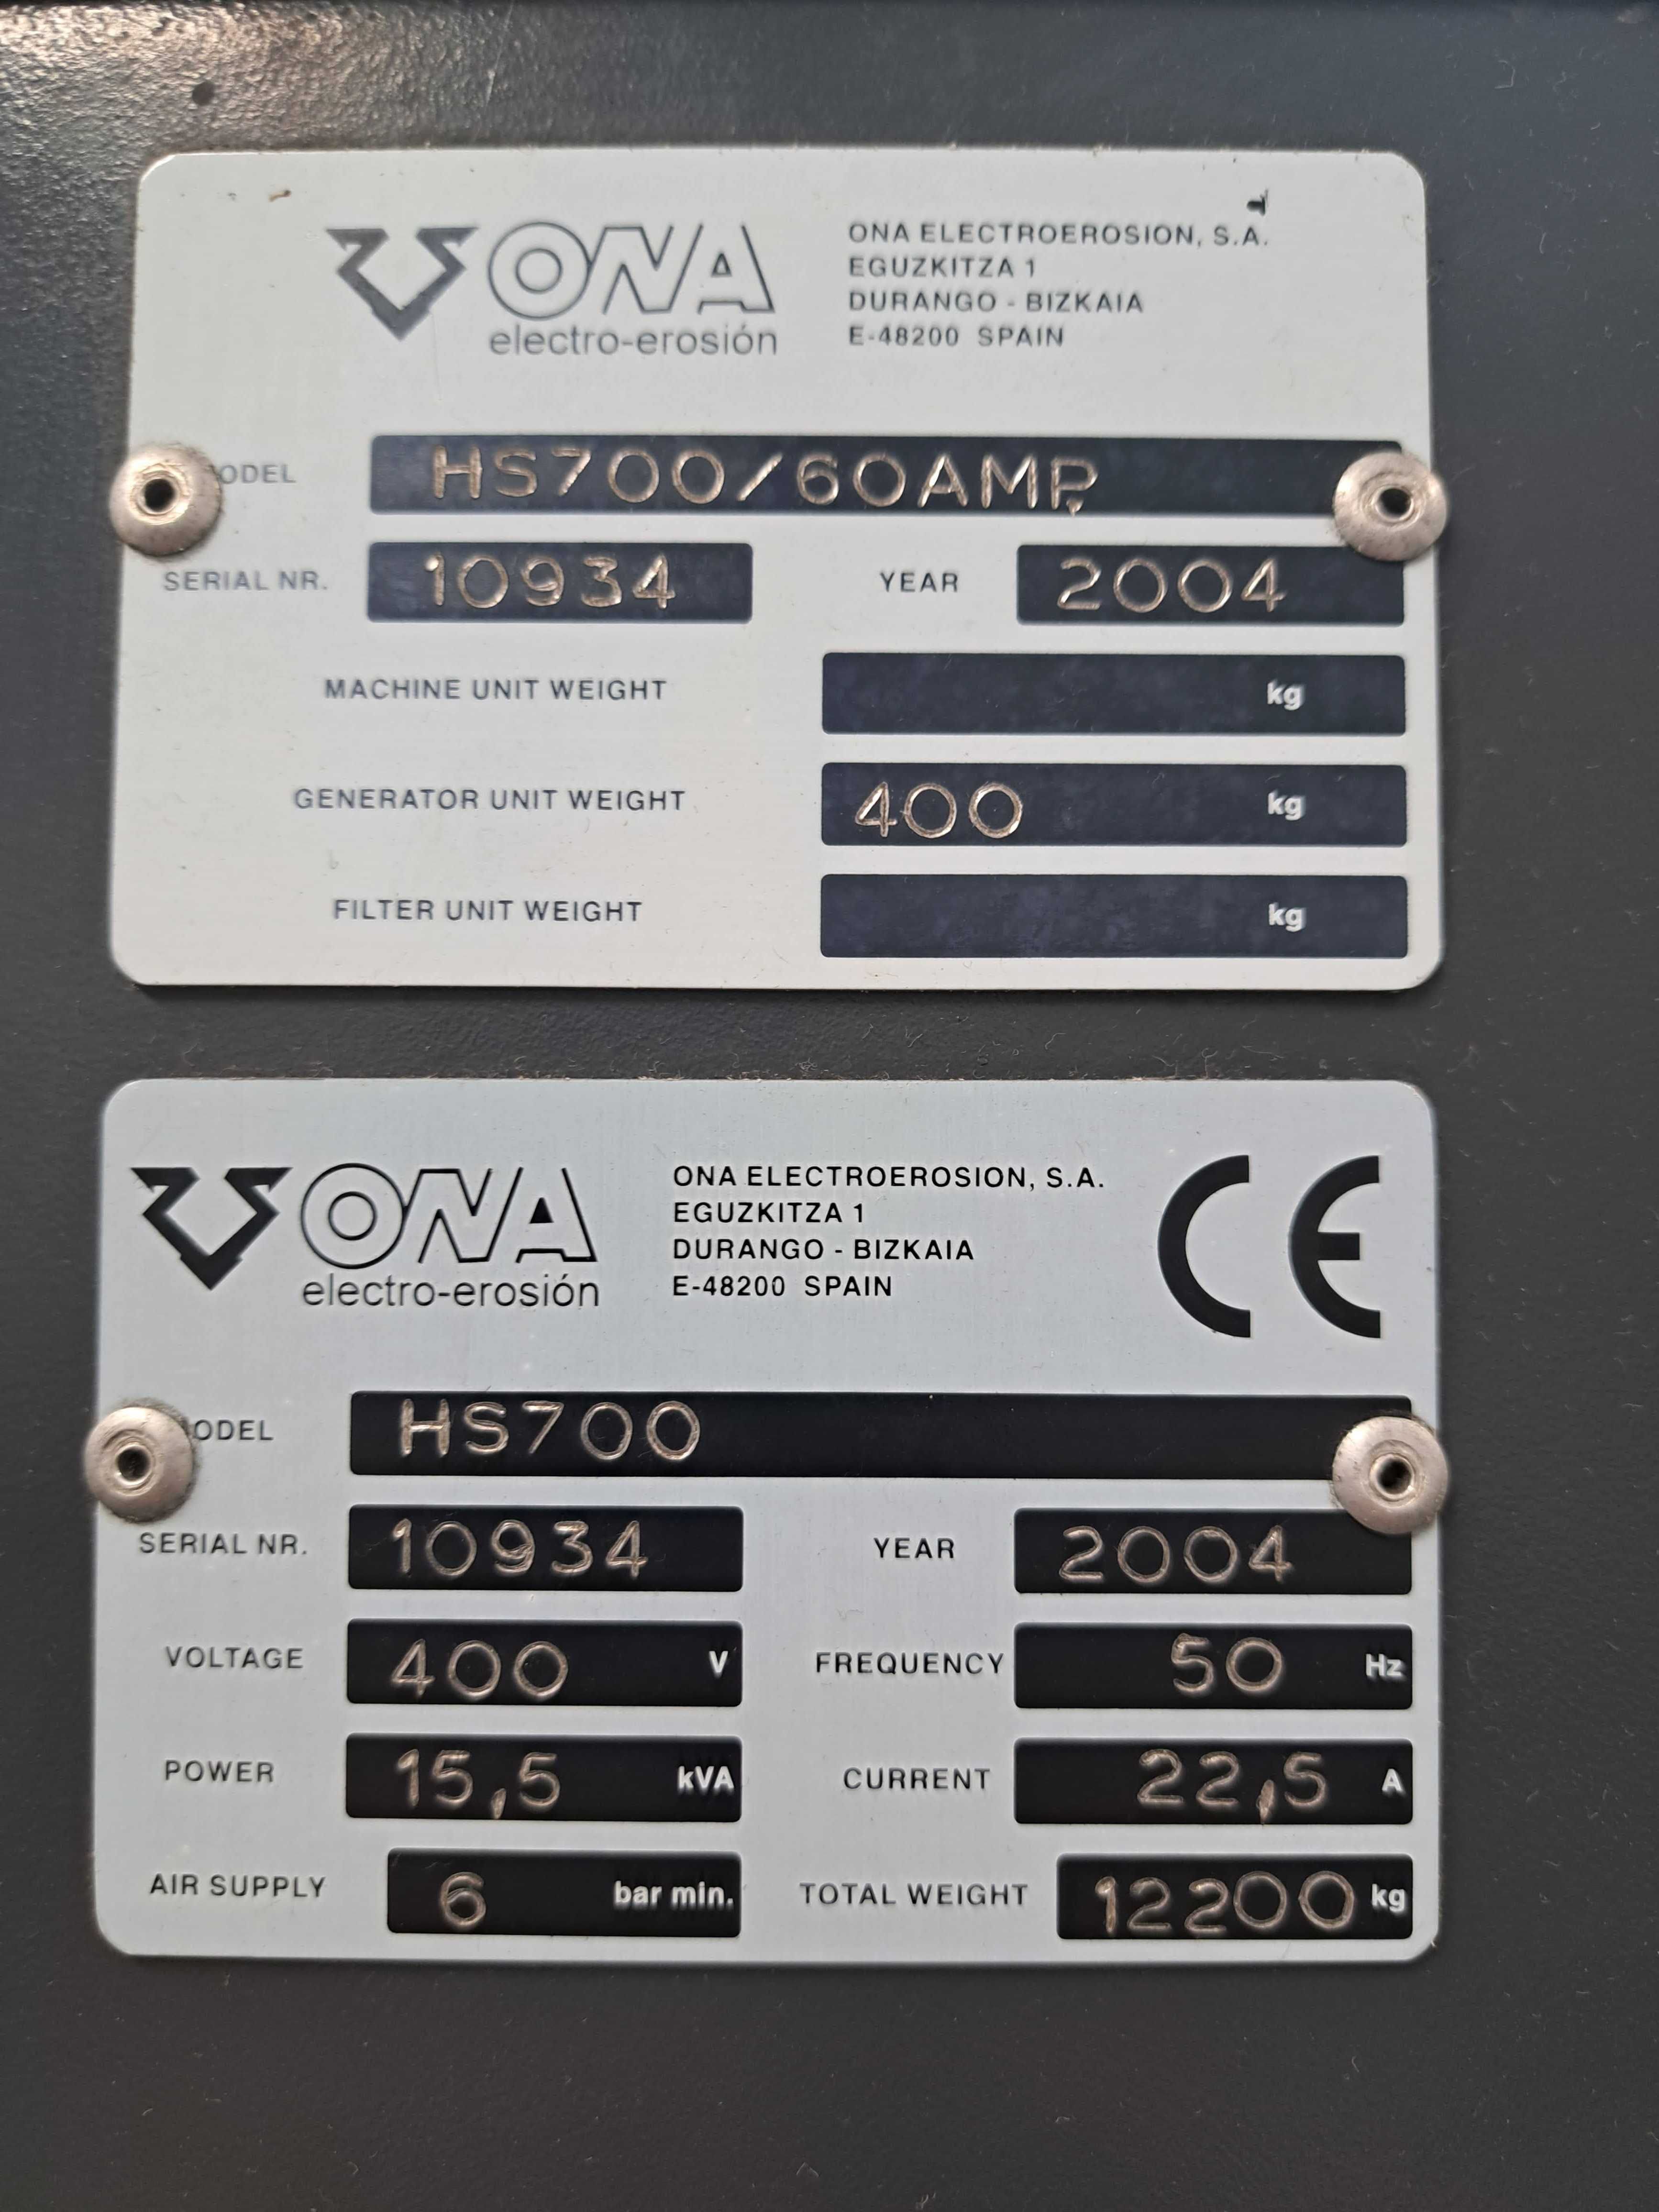 ONA
electro-erosión
ONA ELECTROEROSION, S.A.
EGUZKITZA 1
DURANGO - BIZKAIA
E-48200 SPAIN
ODEL HS700/60AMP.
SERIAL NR. 10934 YEAR 2004
MACHINE UNIT WEIGHT kg
GENERATOR UNIT WEIGHT 400 kg
FILTER UNIT WEIGHT kg
ONA
electro-erosión
ONA ELECTROEROSION, S.A.
EGUZKITZA 1
DURANGO - BIZKAIA
E-48200 SPAIN
CE
ODEL HS700
SERIAL NR. 10934 YEAR 2004
VOLTAGE 400 V FREQUENCY 50 Hz
POWER 15,5 kVA CURRENT 22,5 A
AIR SUPPLY 6 bar min. TOTAL WEIGHT 12200 kg